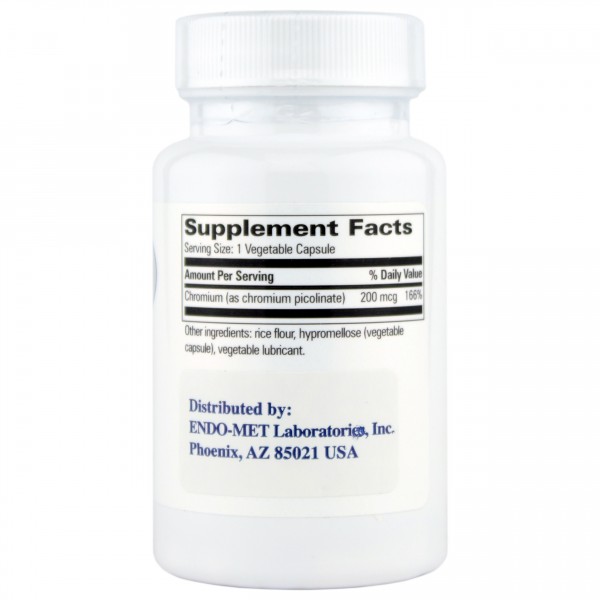 Supplement Facts
Serving Size: 1 Vegetable Capsule
Amount Per Serving % Daily Value
Chromium (as chromium picolinate) 200 mcg 166%
Other ingredients: rice flour, hypromellose (vegetable
capsule), vegetable lubricant.
Distributed by:
ENDO-MET Laboratories, Inc.
Phoenix, AZ 85021 USA